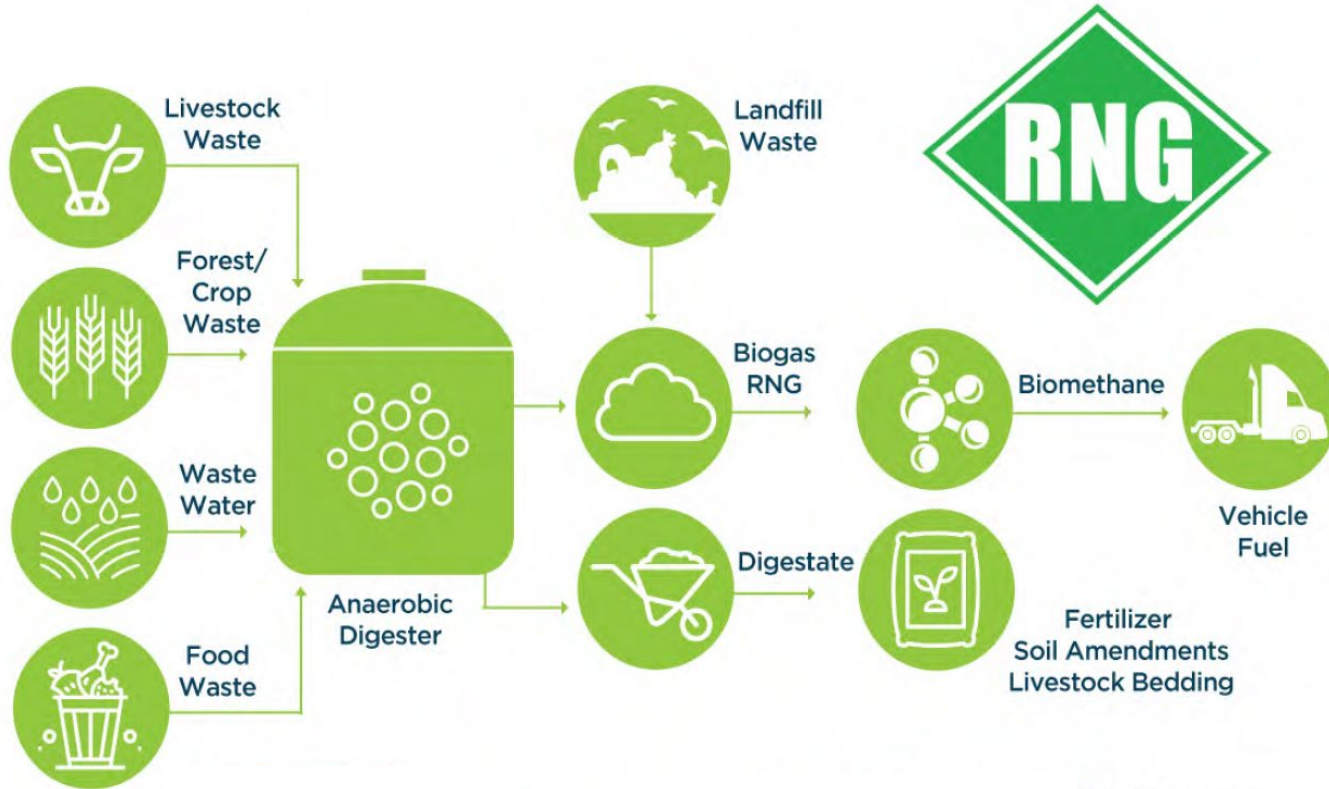 RNG
Livestock
Waste
Landfill
Waste
Forest/
Crop
Waste
Biogas
RNG
Biomethane
Waste
Water
Vehicle
Fuel
Digestate
Anaerobic
Digester
Fertilizer
Soil Amendments
Livestock Bedding
Food
Waste